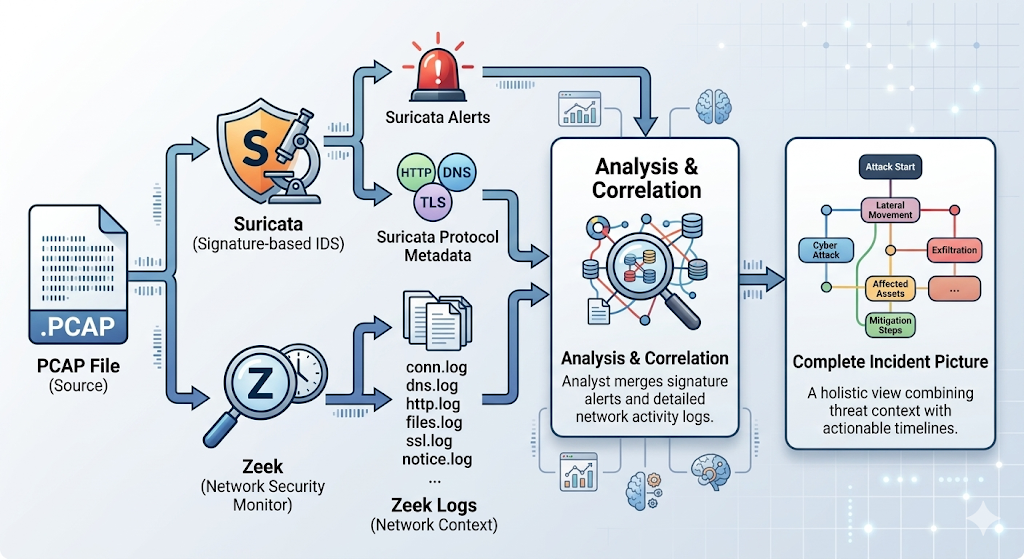 .PCAP
PCAP File
(Source)
S
Suricata
(Signature-based IDS)
Z
Zeek
(Network Security
Monitor)
Suricata Alerts
HTTP
DNS
TLS
Suricata Protocol
Metadata
conn.log
dns.log
http.log
files.log
ssl.log
notice.log
...
Zeek Logs
(Network Context)
Analysis &
Correlation
Analysis & Correlation
Analyst merges signature
alerts and detailed
network activity logs.
Attack Start
Lateral
Movement
Cyber
Attack
Exfiltration
Affected
Assets
...
Mitigation
Steps
Complete Incident Picture
A holistic view combining
threat context with
actionable timelines.